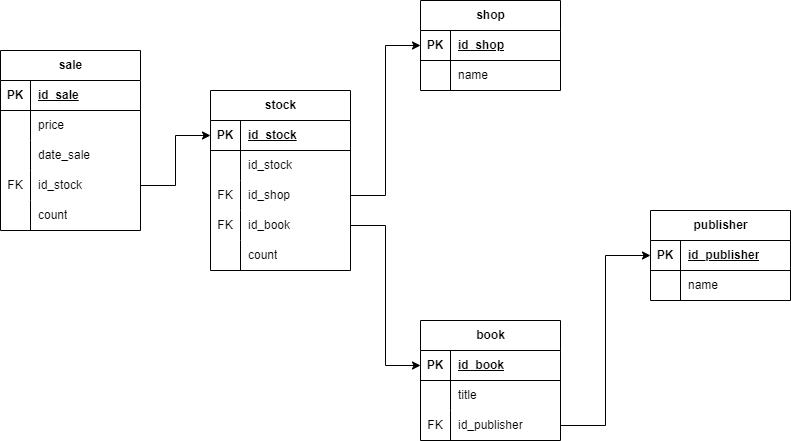 sale
PK id_sale
price
date_sale
FK id_stock
count
stock
PK id_stock
id_stock
FK id_shop
FK id_book
count
shop
PK id_shop
name
book
PK id_book
title
FK id_publisher
publisher
PK id_publisher
name